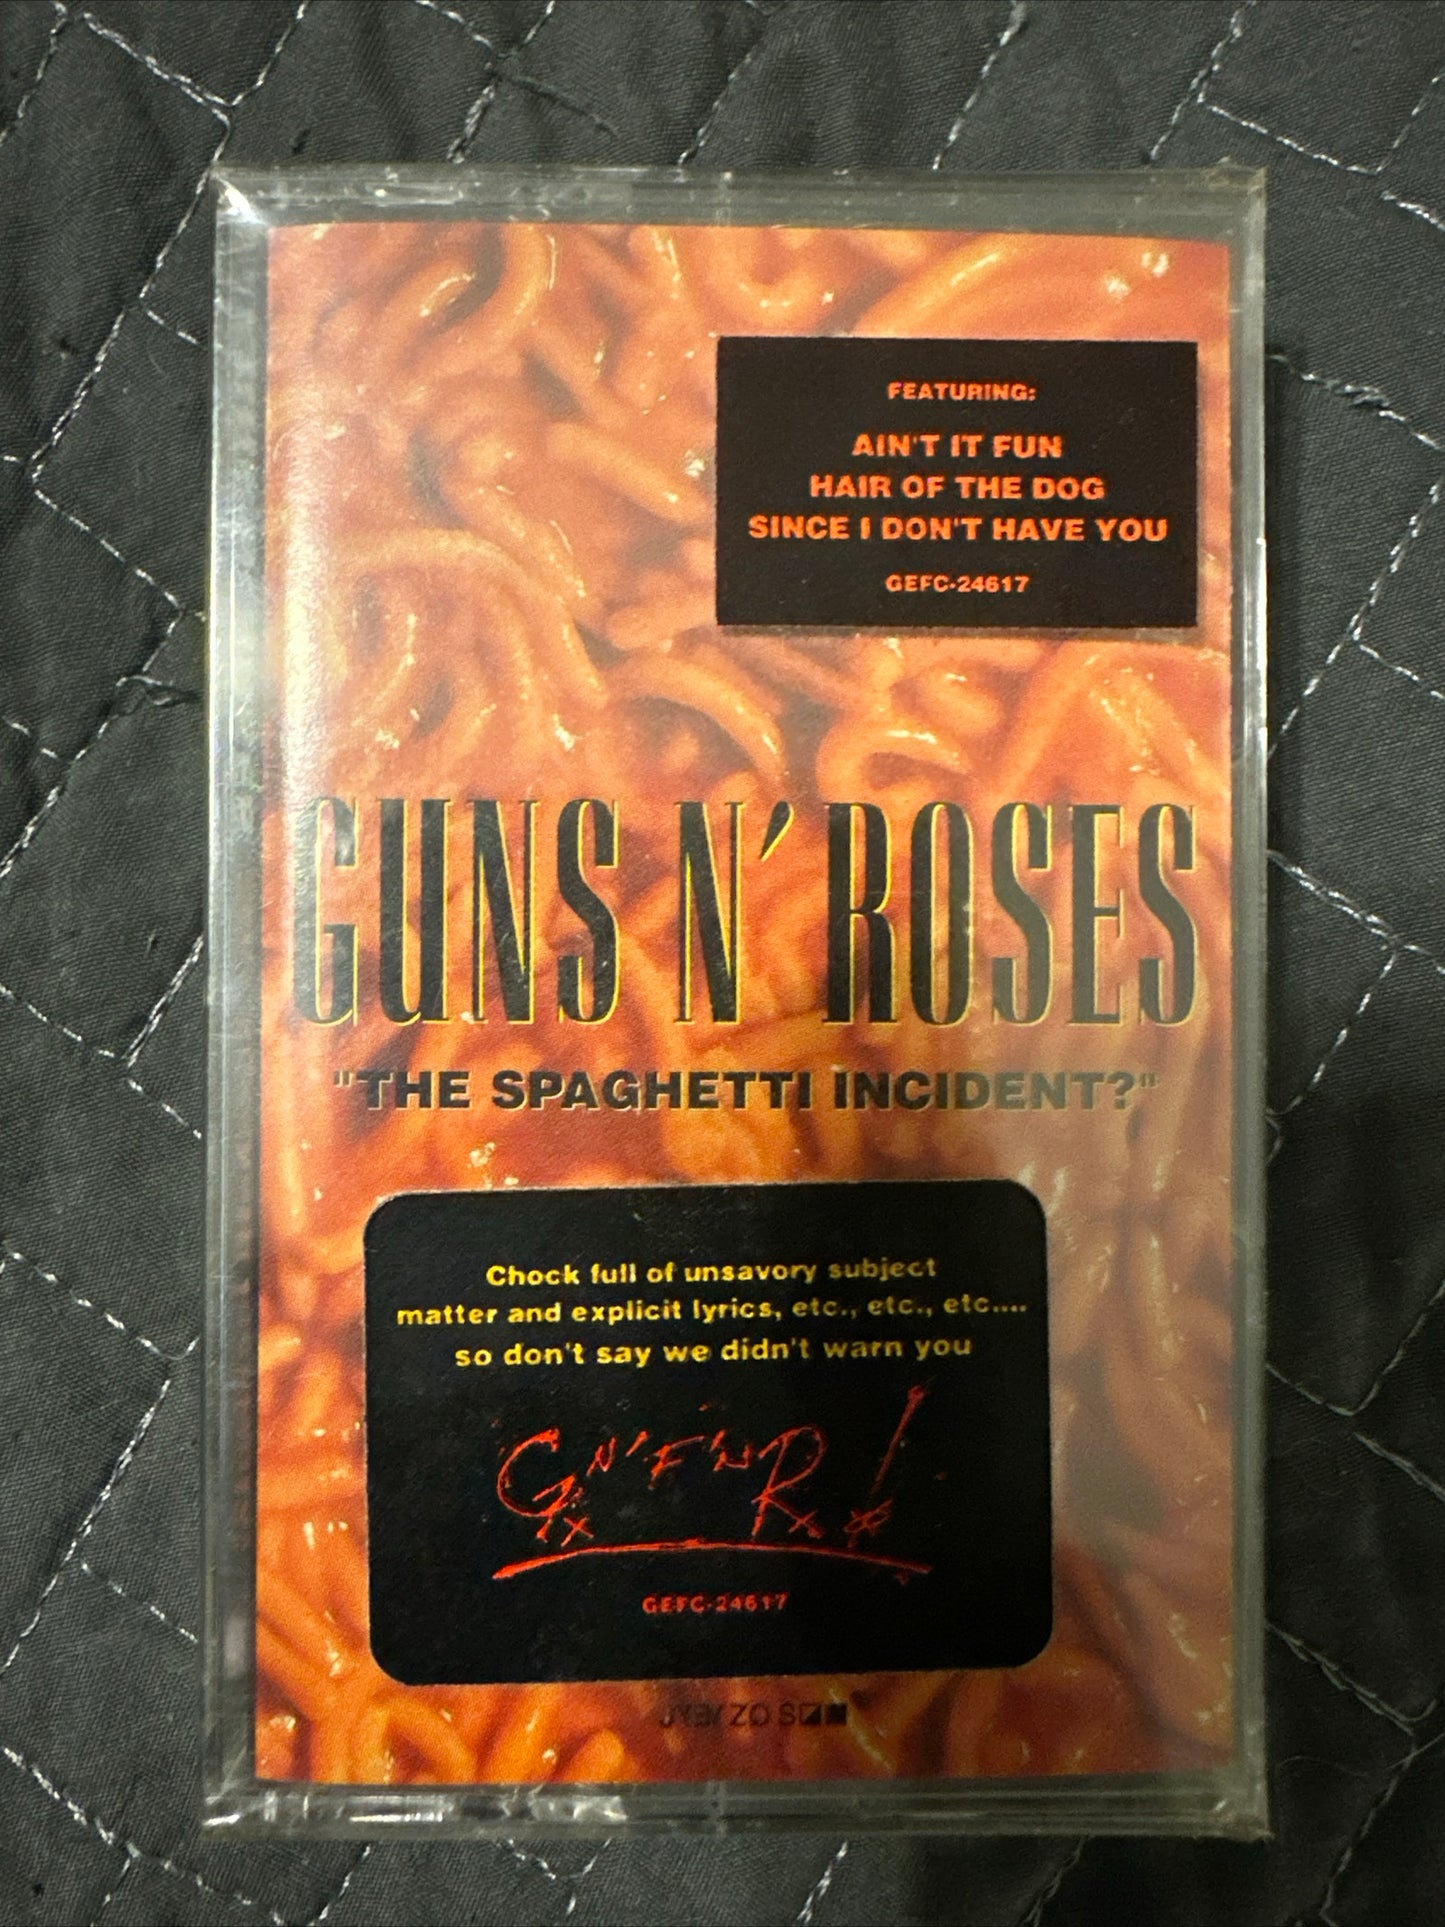 FEATURING:
AIN'T IT FUN
HAIR OF THE DOG
SINCE I DON'T HAVE YOU
GEFC-24617
GUNS N' ROSES
"THE SPAGHETTI INCIDENT?"
Chock full of unsavory subject
matter and explicit lyrics, etc., etc., etc....
so don't say we didn't warn you
G N' F'N R!
GEFC-24617